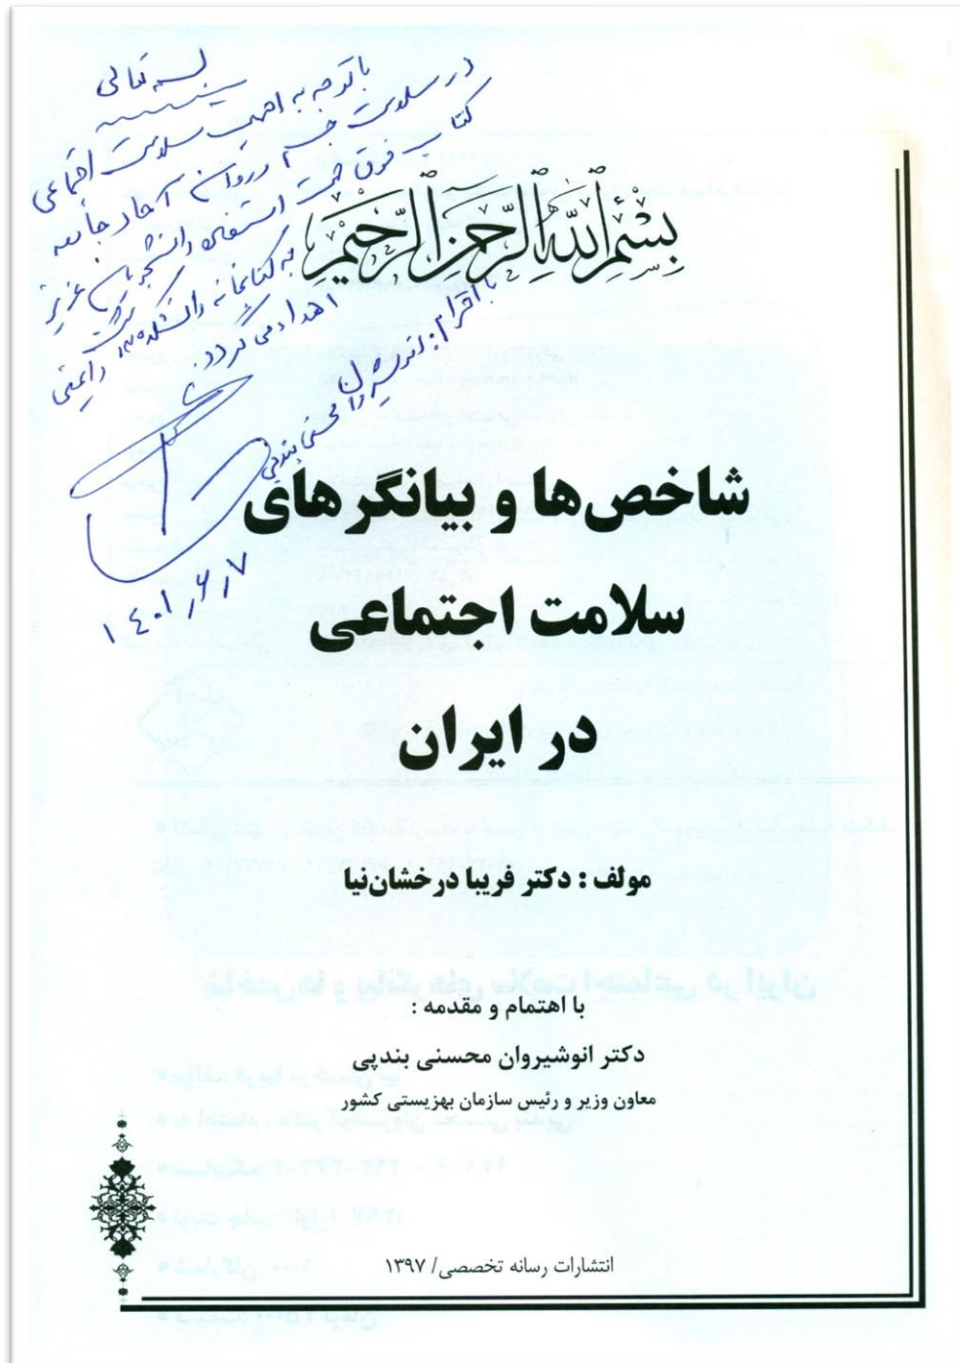 بسمه تعالی
با توجه به اهمیت سلامت اجتماعی
در سلامت جسم و روان آحاد جامعه
کتاب فوق جهت استفاده دانشجویان عزیز
به کتابخانه دانشکده بهداشت و ایمنی
اهداء می گردد.
با احترام: انوشیروان محسنی بندپی
۱۴۰۱٫۶٫۷
بِسْمِ اللَّهِ الرَّحْمَنِ الرَّحِيمِ
شاخص‌ها و بیانگرهای
سلامت اجتماعی
در ایران
مولف : دکتر فریبا درخشان‌نیا
با اهتمام و مقدمه :
دکتر انوشیروان محسنی بندپی
معاون وزیر و رئیس سازمان بهزیستی کشور
انتشارات رسانه تخصصی/ ۱۳۹۷